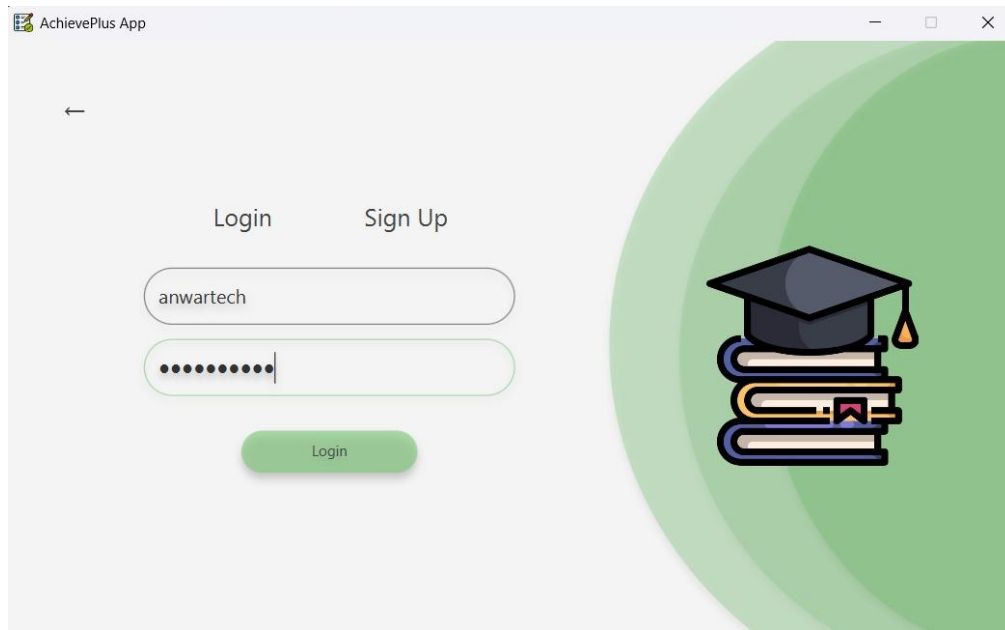 AchievePlus App
←
Login Sign Up
anwartech
••••••••••
Login